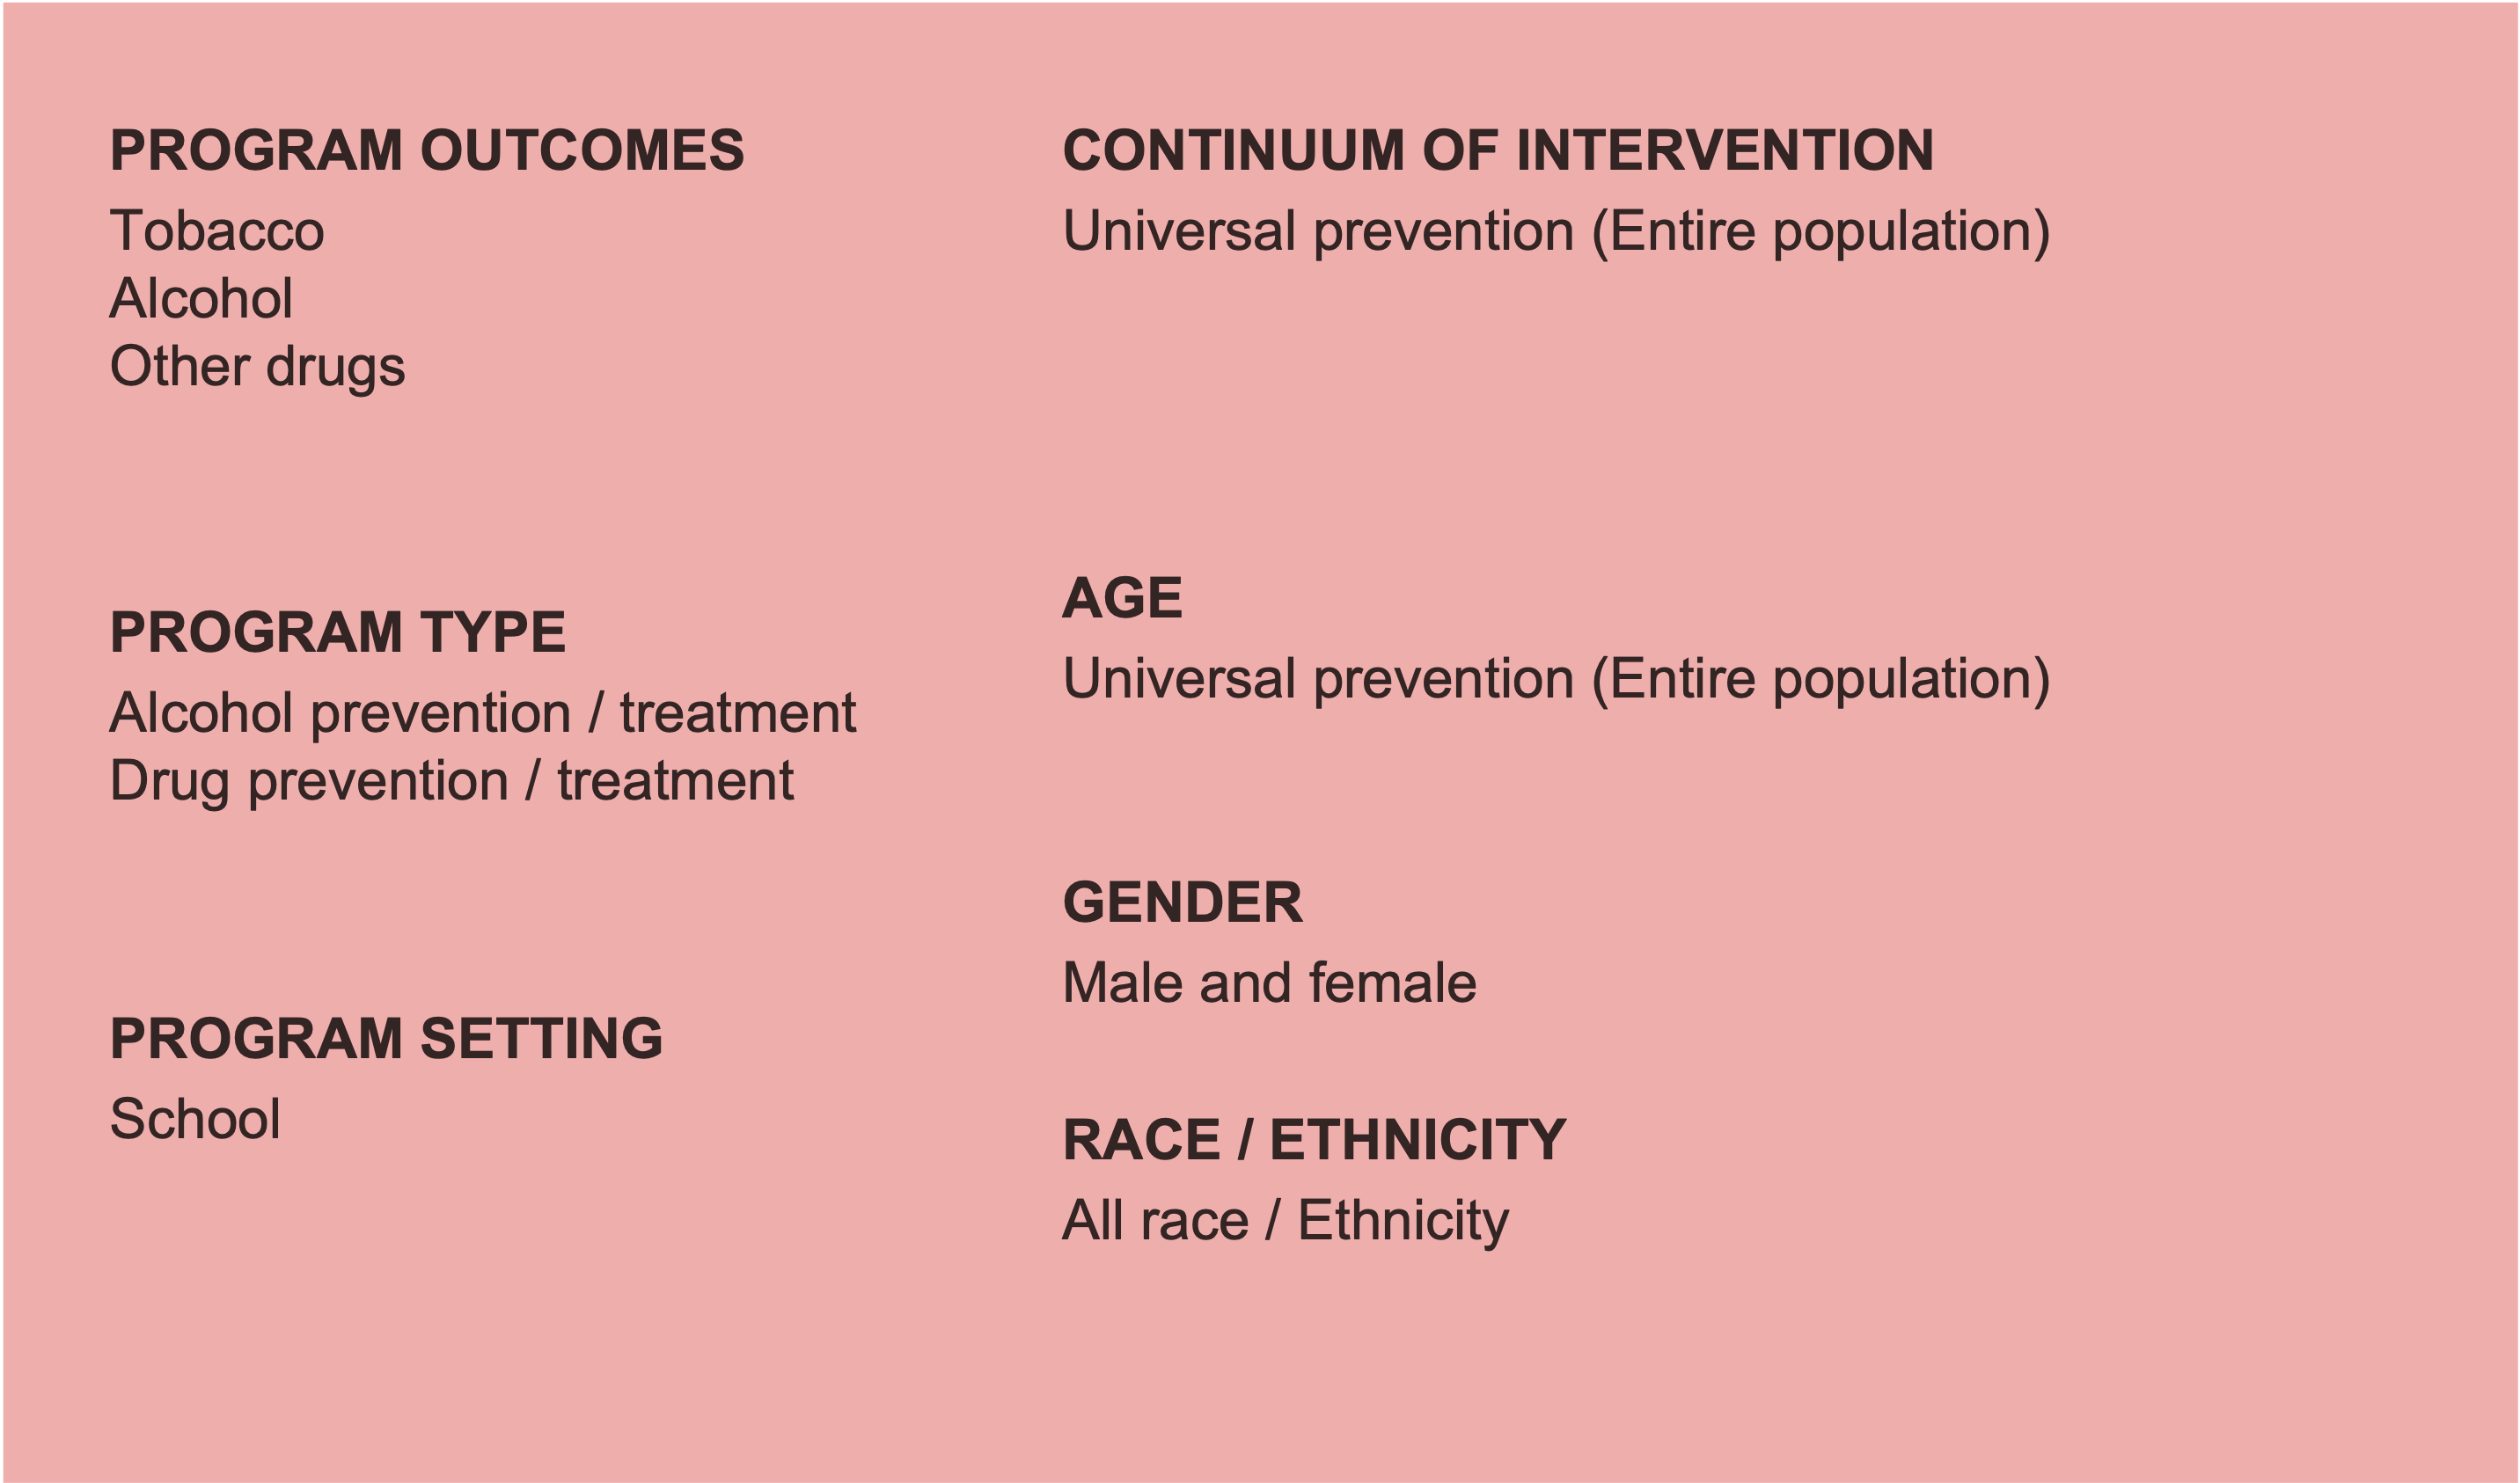 PROGRAM OUTCOMES
Tobacco
Alcohol
Other drugs
PROGRAM TYPE
Alcohol prevention / treatment
Drug prevention / treatment
PROGRAM SETTING
School
CONTINUUM OF INTERVENTION
Universal prevention (Entire population)
AGE
Universal prevention (Entire population)
GENDER
Male and female
RACE / ETHNICITY
All race / Ethnicity